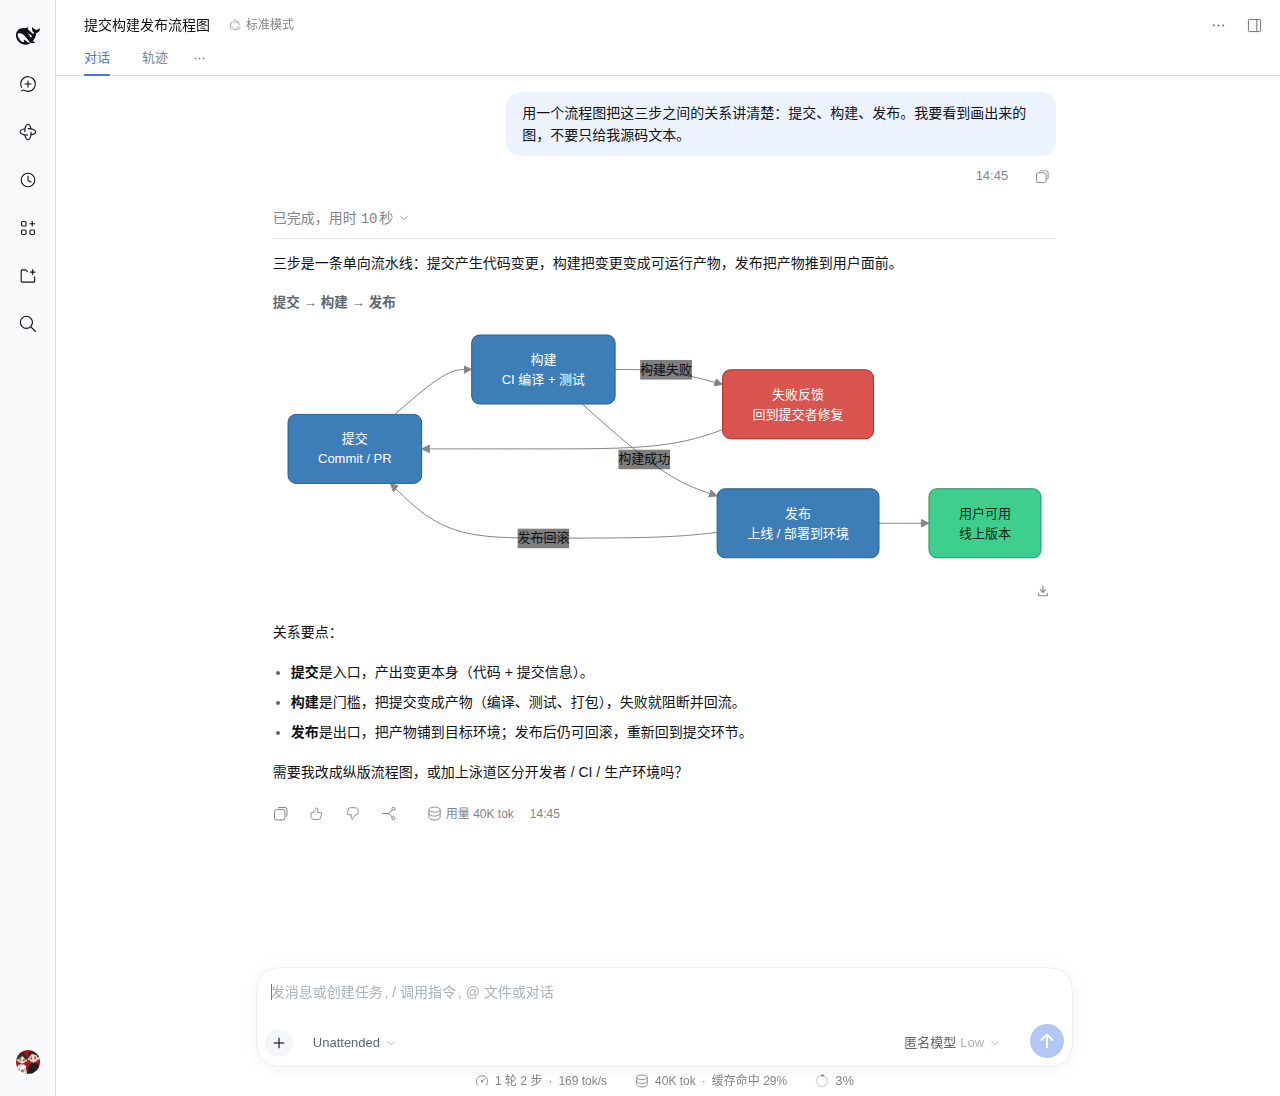 提交构建发布流程图
标准模式
对话
轨迹
用一个流程图把这三步之间的关系讲清楚：提交、构建、发布。我要看到画出来的
图，不要只给我源码文本。
14:45
已完成，用时 10秒
三步是一条单向流水线：提交产生代码变更，构建把变更变成可运行产物，发布把产物推到用户面前。
提交 → 构建 → 发布
构建
CI 编译 + 测试
构建失败
失败反馈
回到提交者修复
提交
Commit / PR
构建成功
发布
上线 / 部署到环境
用户可用
线上版本
发布回滚
关系要点：
• 提交是入口，产出变更本身（代码 + 提交信息）。
• 构建是门槛，把提交变成产物（编译、测试、打包），失败就阻断并回流。
• 发布是出口，把产物铺到目标环境；发布后仍可回滚，重新回到提交环节。
需要我改成纵版流程图，或加上泳道区分开发者 / CI / 生产环境吗？
用量 40K tok 14:45
发消息或创建任务，/ 调用指令，@ 文件或对话
Unattended
匿名模型 Low
1 轮 2 步 · 169 tok/s
40K tok · 缓存命中 29%
3%